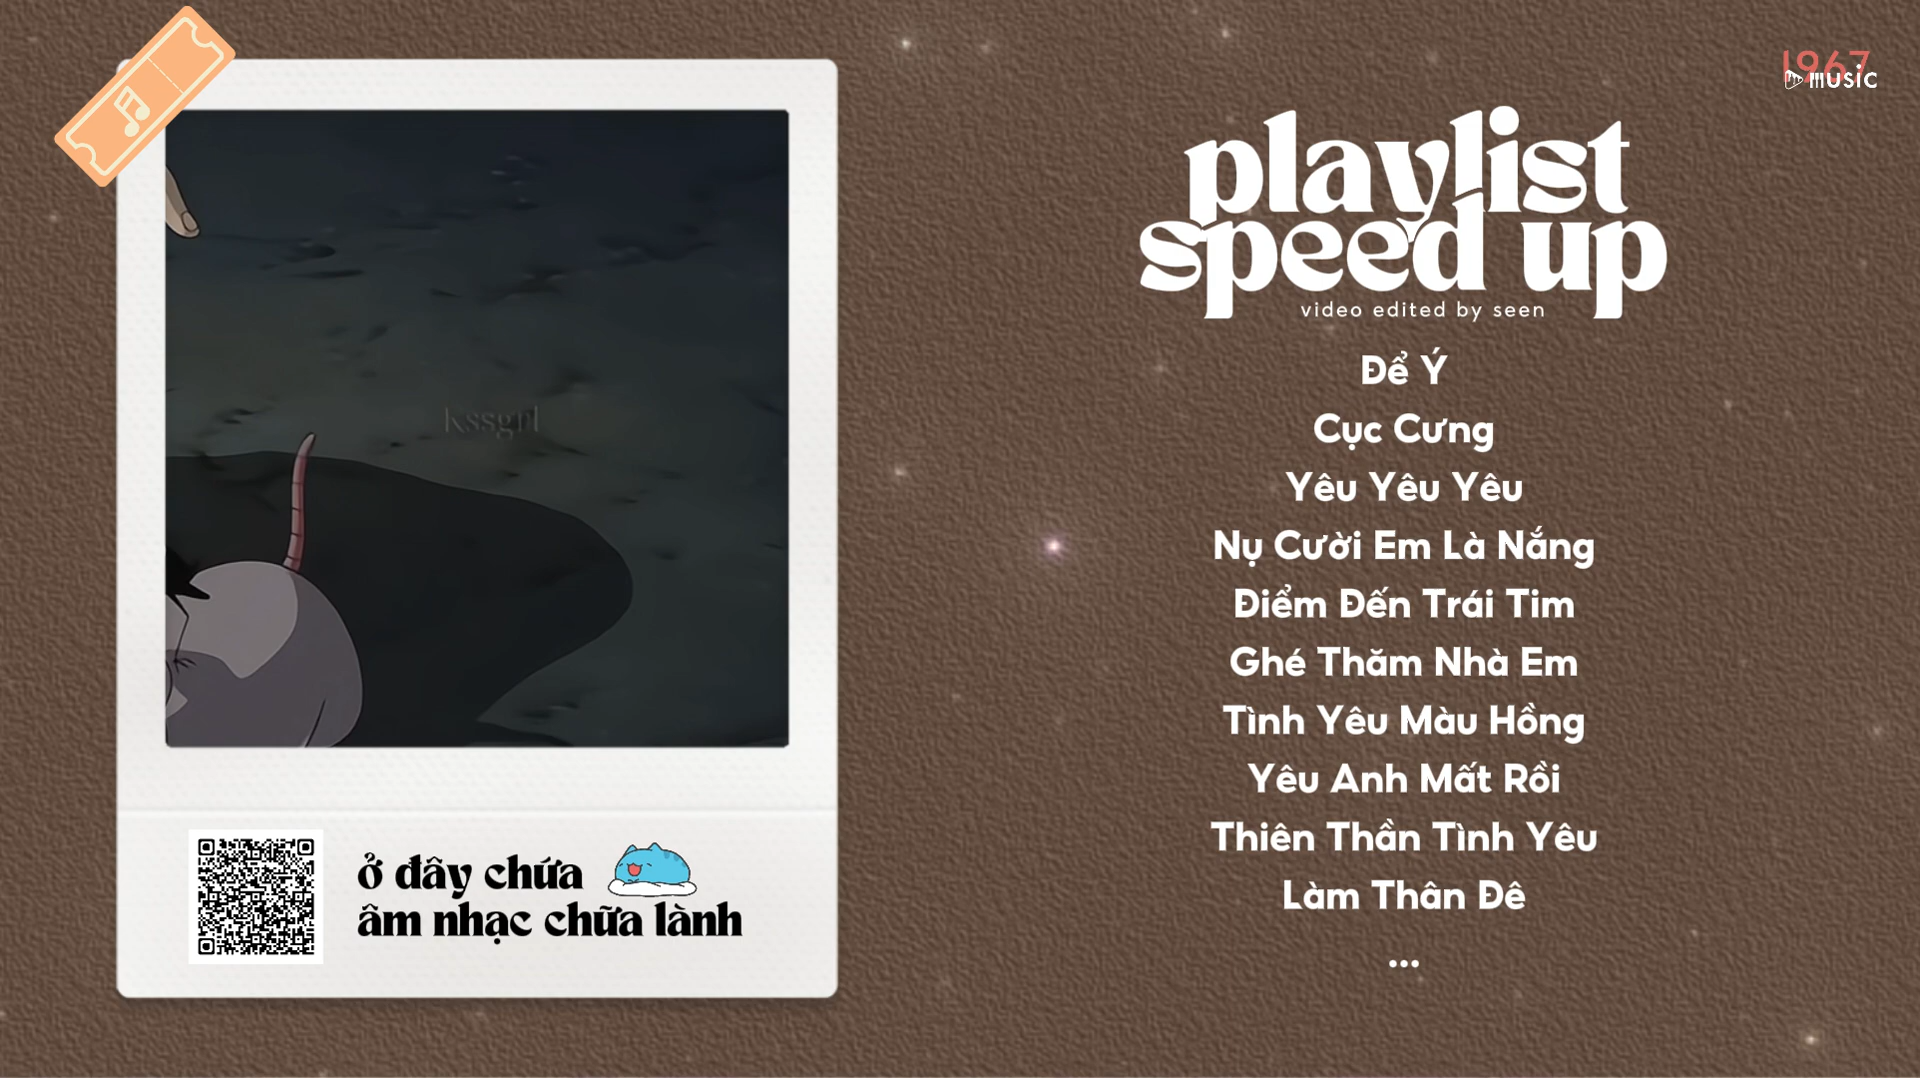 1967
music
playlist
speed up
video edited by seen
Để Ý
Cục Cưng
Yêu Yêu Yêu
Nụ Cười Em Là Nắng
Điểm Đến Trái Tim
Ghé Thăm Nhà Em
Tình Yêu Màu Hồng
Yêu Anh Mất Rồi
Thiên Thần Tình Yêu
Làm Thân Đê
...
kssgrl
ở đây chứa
âm nhạc chữa lành